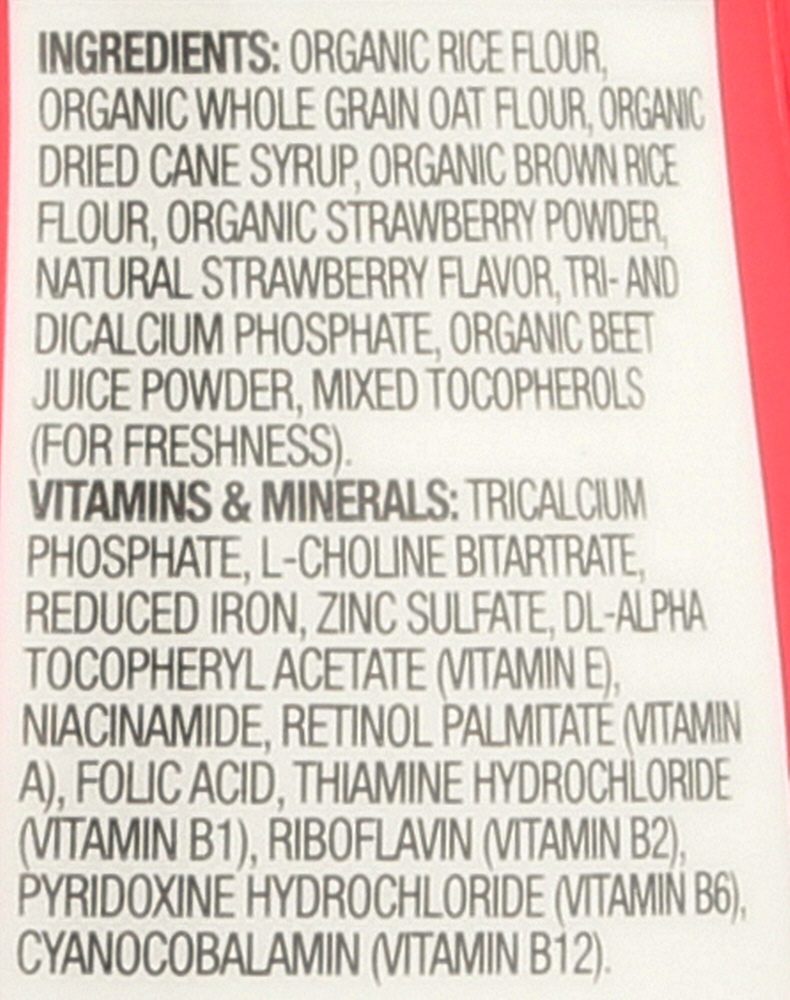 INGREDIENTS: ORGANIC RICE FLOUR,
ORGANIC WHOLE GRAIN OAT FLOUR, ORGANIC
DRIED CANE SYRUP, ORGANIC BROWN RICE
FLOUR, ORGANIC STRAWBERRY POWDER,
NATURAL STRAWBERRY FLAVOR, TRI- AND
DICALCIUM PHOSPHATE, ORGANIC BEET
JUICE POWDER, MIXED TOCOPHEROLS
(FOR FRESHNESS).
VITAMINS & MINERALS: TRICALCIUM
PHOSPHATE, L-CHOLINE BITARTRATE,
REDUCED IRON, ZINC SULFATE, DL-ALPHA
TOCOPHERYL ACETATE (VITAMIN E),
NIACINAMIDE, RETINOL PALMITATE (VITAMIN
A), FOLIC ACID, THIAMINE HYDROCHLORIDE
(VITAMIN B1), RIBOFLAVIN (VITAMIN B2),
PYRIDOXINE HYDROCHLORIDE (VITAMIN B6),
CYANOCOBALAMIN (VITAMIN B12).